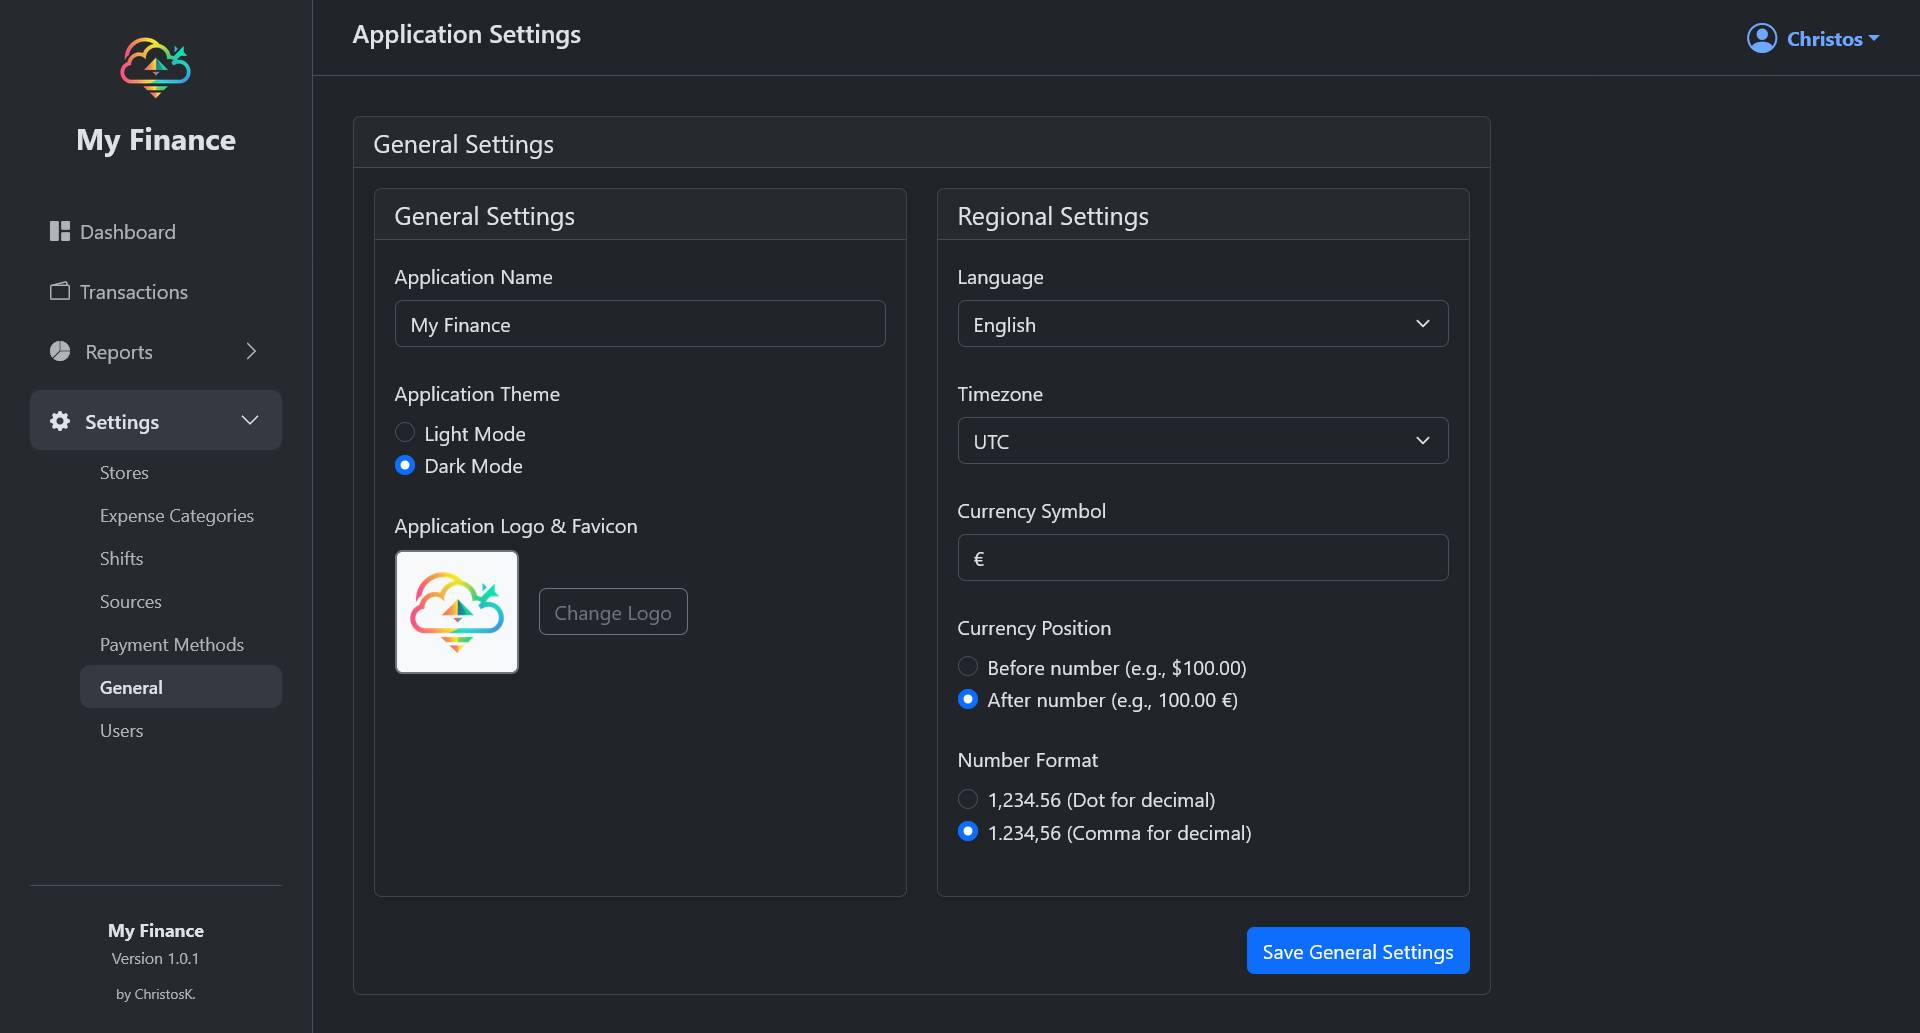 My Finance
Dashboard
Transactions
Reports
Settings
Stores
Expense Categories
Shifts
Sources
Payment Methods
General
Users
My Finance
Version 1.0.1
by ChristosK.
Application Settings
Christos
General Settings
General Settings
Application Name
My Finance
Application Theme
Light Mode
Dark Mode
Application Logo & Favicon
Change Logo
Regional Settings
Language
English
Timezone
UTC
Currency Symbol
€
Currency Position
Before number (e.g., $100.00)
After number (e.g., 100.00 €)
Number Format
1,234.56 (Dot for decimal)
1.234,56 (Comma for decimal)
Save General Settings